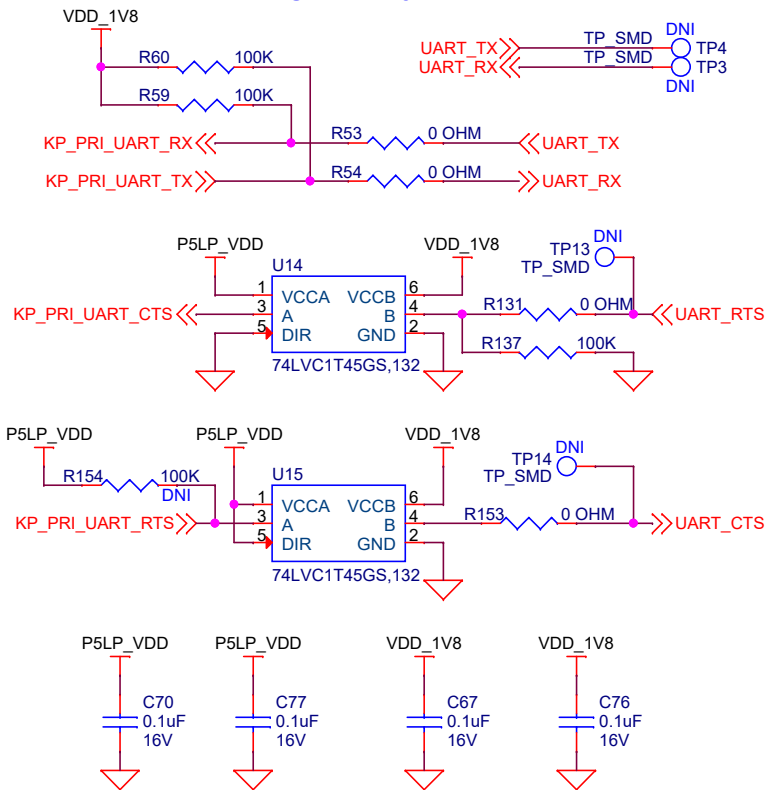 VDD_1V8
R60 100K
R59 100K
KP_PRI_UART_RX R53 0 OHM UART_TX
KP_PRI_UART_TX R54 0 OHM UART_RX
DNI
UART_TX TP_SMD TP4
UART_RX TP_SMD TP3
DNI
P5LP_VDD VDD_1V8
U14
TP13 DNI
TP_SMD
1 VCCA VCCB 6
KP_PRI_UART_CTS 3 A B 4 R131 0 OHM UART_RTS
5 DIR GND 2
R137 100K
74LVC1T45GS,132
P5LP_VDD P5LP_VDD VDD_1V8
R154 100K
DNI
U15
TP14 DNI
TP_SMD
1 VCCA VCCB 6
KP_PRI_UART_RTS 3 A B 4 R153 0 OHM UART_CTS
5 DIR GND 2
74LVC1T45GS,132
P5LP_VDD P5LP_VDD VDD_1V8 VDD_1V8
C70 C77 C67 C76
0.1uF 0.1uF 0.1uF 0.1uF
16V 16V 16V 16V